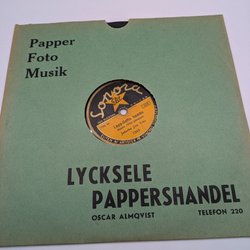 Papper
Foto
Musik
Sonora
LYCKSELE
PAPPERSHANDEL
OSCAR ALMQVIST TELEFON 220